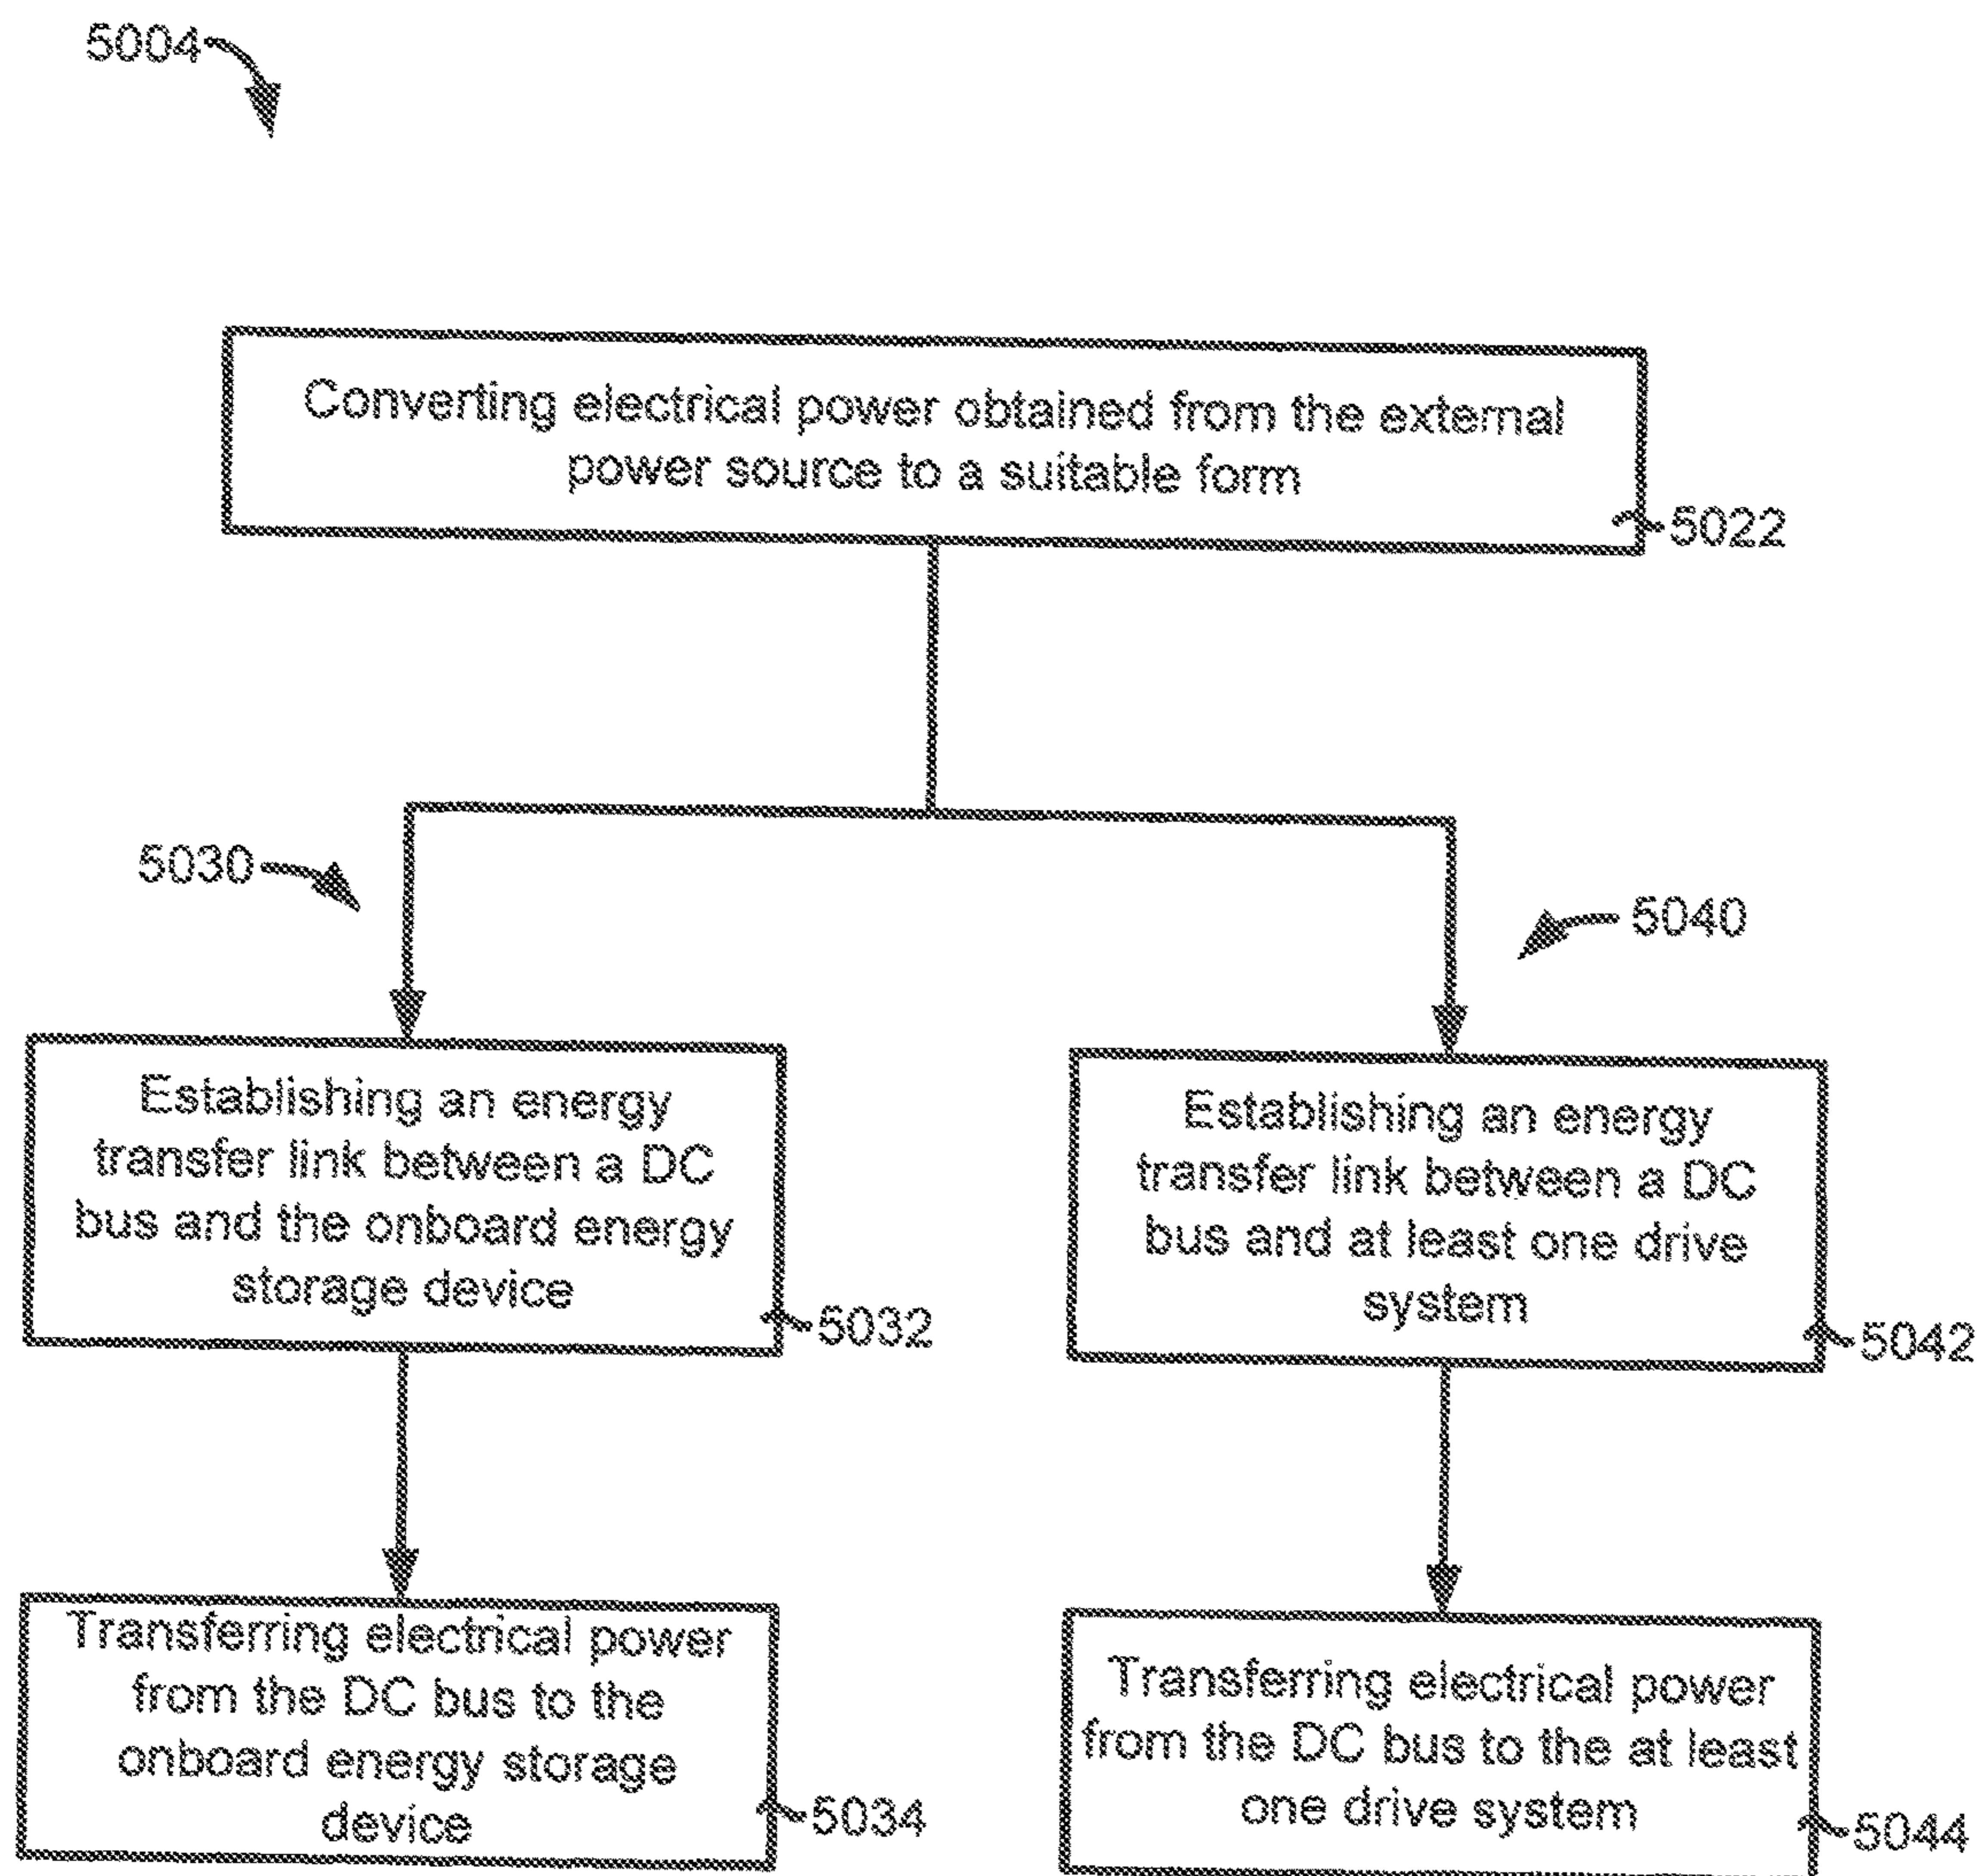 5004
Converting electrical power obtained from the external
power source to a suitable form
5022
5030
5040
Establishing an energy
transfer link between a DC
bus and the onboard energy
storage device
5032
Establishing an energy
transfer link between a DC
bus and at least one drive
system
5042
Transferring electrical power
from the DC bus to the
onboard energy storage
device
5034
Transferring electrical power
from the DC bus to the at least
one drive system
5044